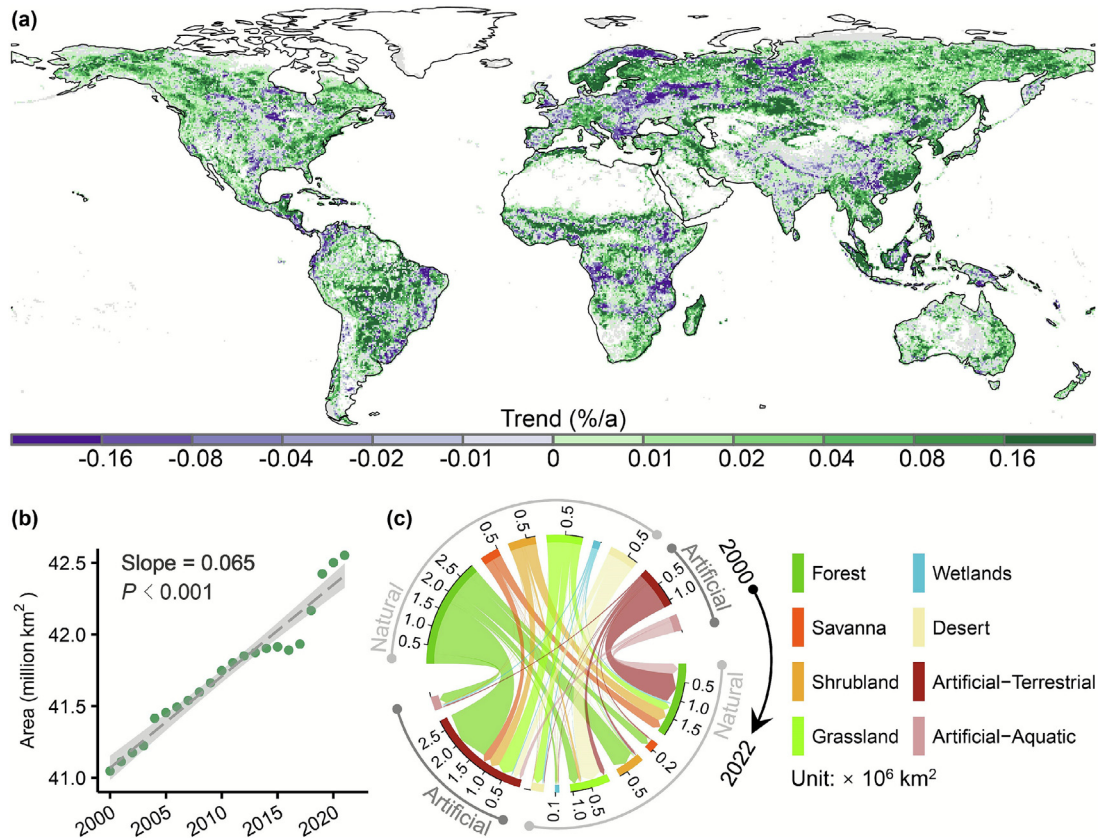 (a)
Trend (%/a)
-0.16 -0.08 -0.04 -0.02 -0.01 0 0.01 0.02 0.04 0.08 0.16
(b)
Slope = 0.065
P < 0.001
Area (million km²)
42.5
42.0
41.5
41.0
2000 2005 2010 2015 2020
(c)
Natural
0.5 1.0 1.5 2.0 2.5
0.5
0.5
0.5
0.5
Artificial
0.5 1.0
2000
2022
Natural
0.5 1.0 1.5
0.2
0.5
0.5 1.0
0.1
Artificial
0.5 1.0 1.5 2.0 2.5
Forest
Savanna
Shrubland
Grassland
Wetlands
Desert
Artificial−Terrestrial
Artificial−Aquatic
Unit: × 10⁶ km²